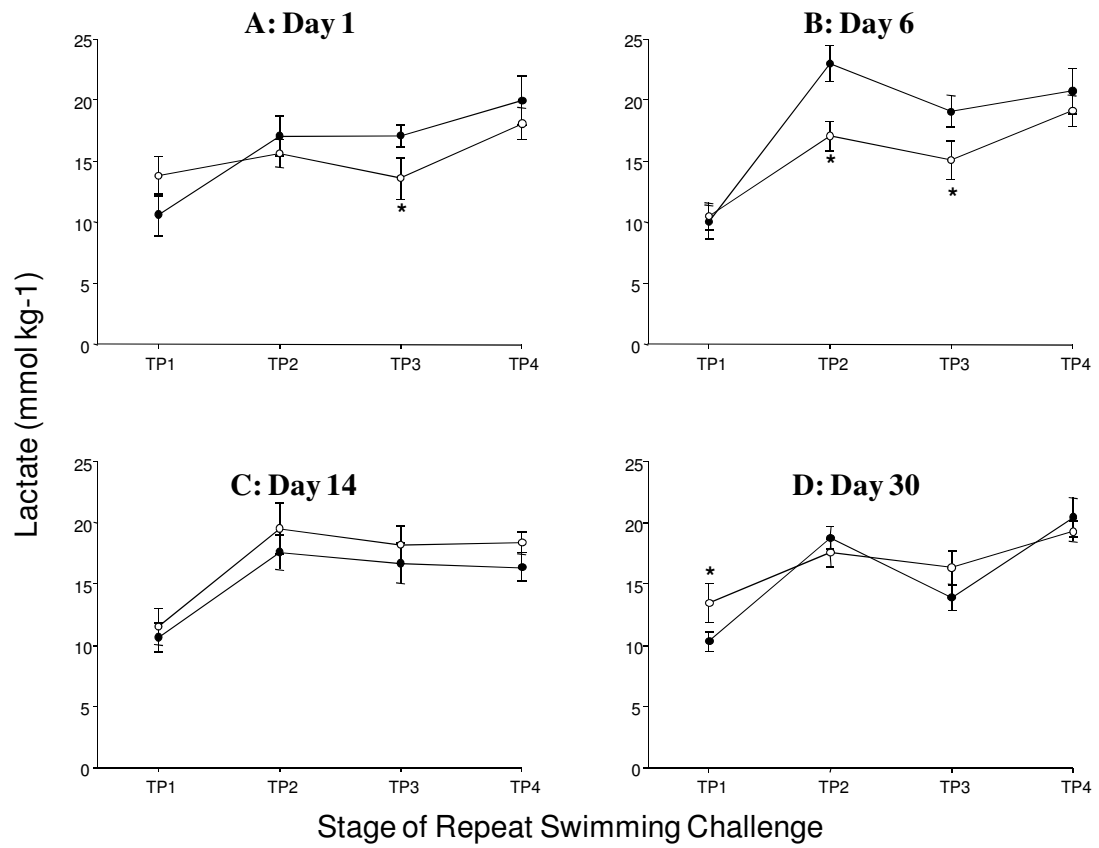 A: Day 1
25
20
15
10
5
0
*
TP1 TP2 TP3 TP4
B: Day 6
25
20
15
10
5
0
* *
TP1 TP2 TP3 TP4
Lactate (mmol kg-1)
C: Day 14
25
20
15
10
5
0
TP1 TP2 TP3 TP4
D: Day 30
25
20
15
10
5
0
*
TP1 TP2 TP3 TP4
Stage of Repeat Swimming Challenge